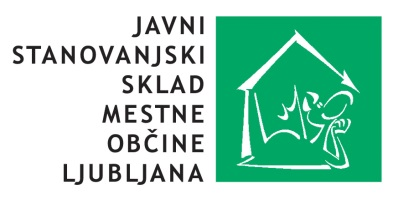 JAVNI
STANOVANJSKI
SKLAD
MESTNE
OBČINE
LJUBLJANA